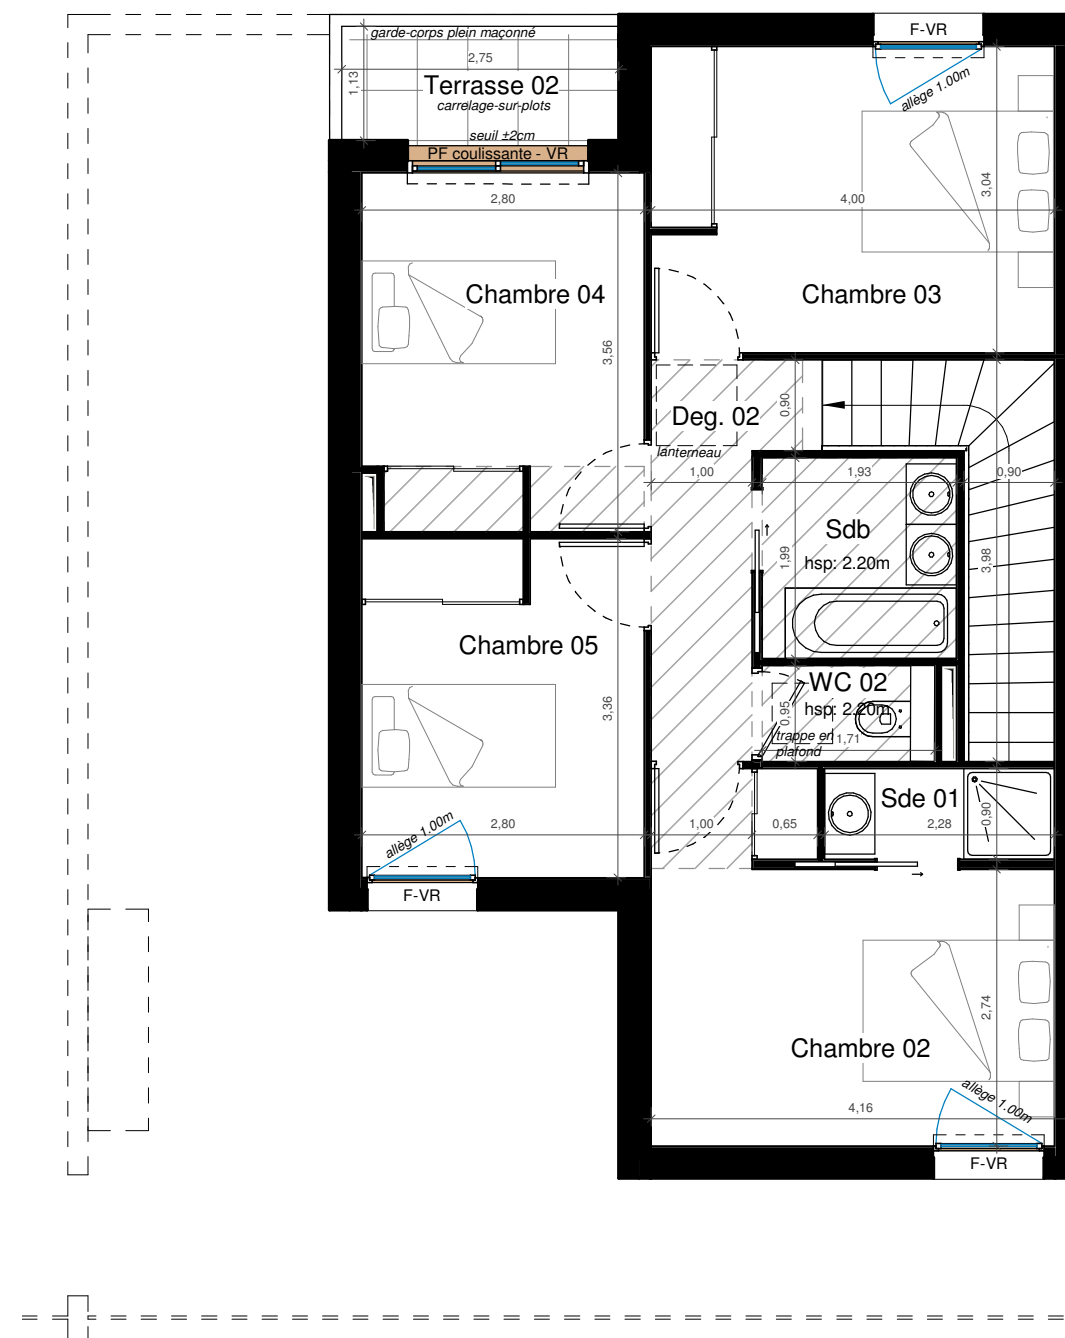 F-VR
garde-corps plein maçonné
2,75
1,13
Terrasse 02
carrelage-sur-plots
seuil ±2cm
PF coulissante - VR
allège 1.00m
2,80
4,00
3,04
Chambre 04
Chambre 03
3,56
0,90
Deg. 02
lanterneau
1,00
1,93
0,90
Sdb
hsp: 2.20m
1,99
3,98
Chambre 05
WC 02
hsp: 2.20m
0,95
trappe en
plafond
1,71
3,36
Sde 01
0,90
allège 1.00m
2,80
1,00
0,65
2,28
F-VR
2,74
Chambre 02
allège 1.00m
4,16
F-VR